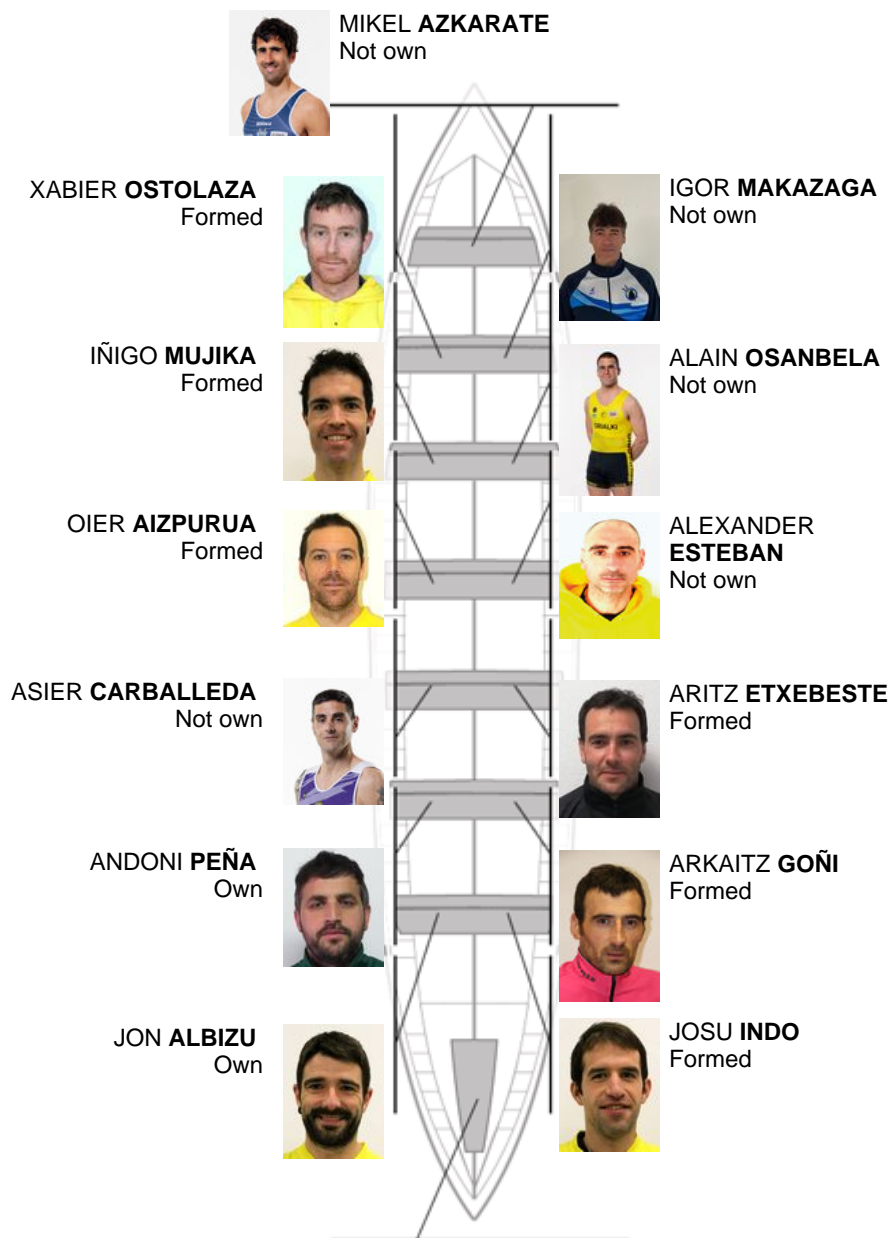 MIKEL AZKARATE
Not own
XABIER OSTOLAZA
Formed
IGOR MAKAZAGA
Not own
IÑIGO MUJIKA
Formed
ALAIN OSANBELA
Not own
OIER AIZPURUA
Formed
ALEXANDER
ESTEBAN
Not own
ASIER CARBALLEDA
Not own
ARITZ ETXEBESTE
Formed
ANDONI PEÑA
Own
ARKAITZ GOÑI
Formed
JON ALBIZU
Own
JOSU INDO
Formed